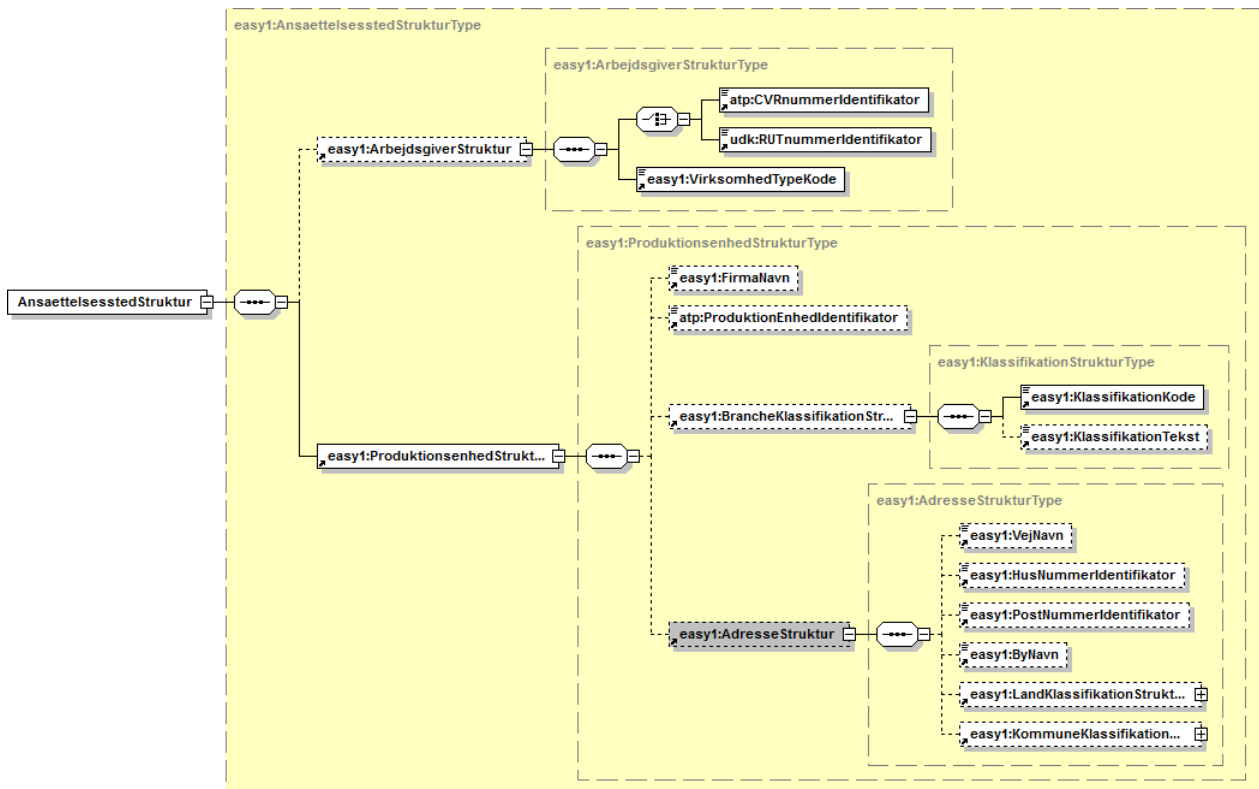 easy1:AnsaettelsesstedStrukturType
easy1:ArbejdsgiverStrukturType
atp:CVRnummerIdentifikator
easy1:ArbejdsgiverStruktur
udk:RUTnummerIdentifikator
easy1:VirksomhedTypeKode
easy1:ProduktionsenhedStrukturType
easy1:FirmaNavn
AnsaettelsesstedStruktur
atp:ProduktionEnhedIdentifikator
easy1:KlassifikationStrukturType
easy1:KlassifikationKode
easy1:BrancheKlassifikationStr...
easy1:KlassifikationTekst
easy1:ProduktionsenhedStrukt...
easy1:AdresseStrukturType
easy1:VejNavn
easy1:HusNummerIdentifikator
easy1:PostNummerIdentifikator
easy1:AdresseStruktur
easy1:ByNavn
easy1:LandKlassifikationStrukt...
easy1:KommuneKlassifikation...